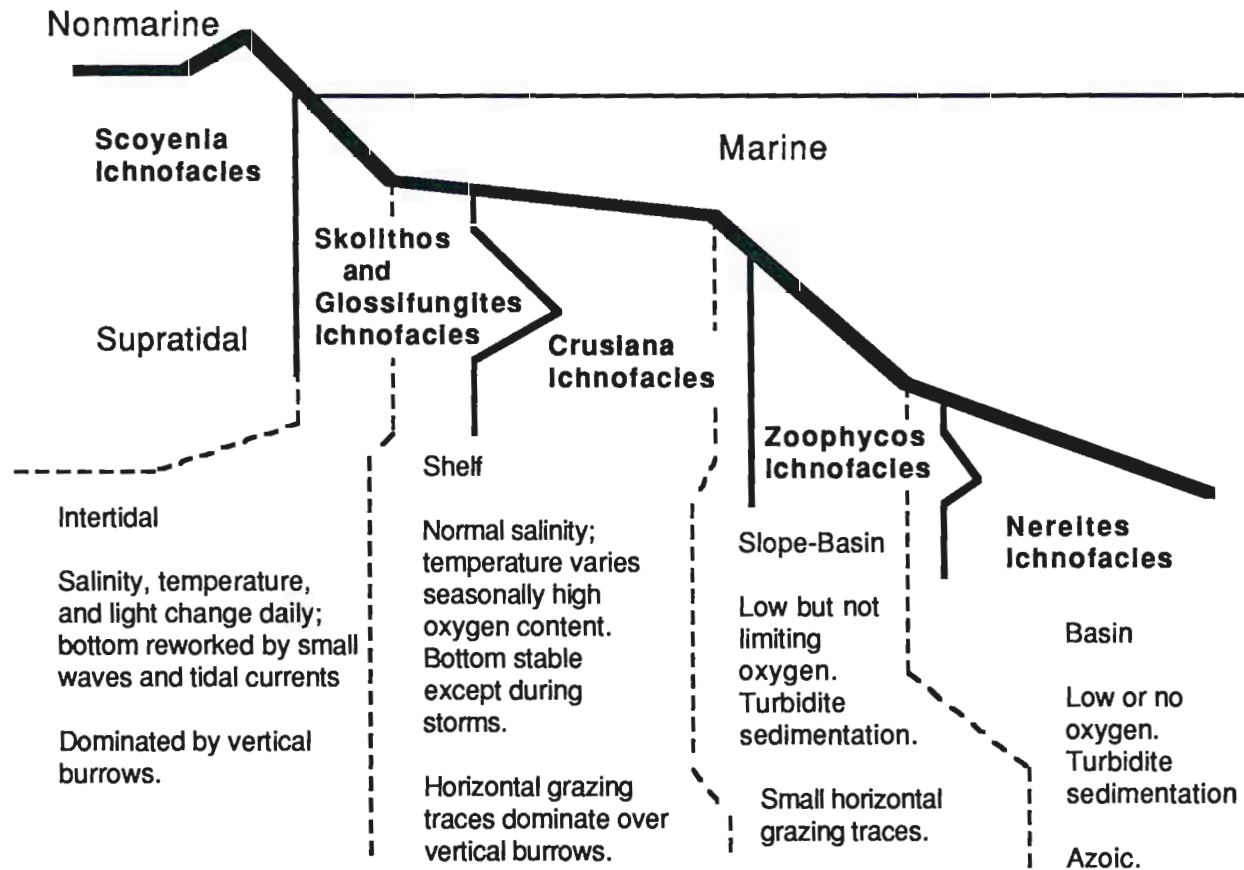 Nonmarine
Scoyenia
Ichnofacies
Marine
Skolithos
and
Glossifungites
Ichnofacies
Supratidal
Crusiana
Ichnofacies
Zoophycos
Ichnofacies
Nereites
Ichnofacies
Intertidal
Salinity, temperature,
and light change daily;
bottom reworked by small
waves and tidal currents
Dominated by vertical
burrows.
Shelf
Normal salinity;
temperature varies
seasonally high
oxygen content.
Bottom stable
except during
storms.
Horizontal grazing
traces dominate over
vertical burrows.
Slope-Basin
Low but not
limiting
oxygen.
Turbidite
sedimentation.
Small horizontal
grazing traces.
Basin
Low or no
oxygen.
Turbidite
sedimentation
Azoic.